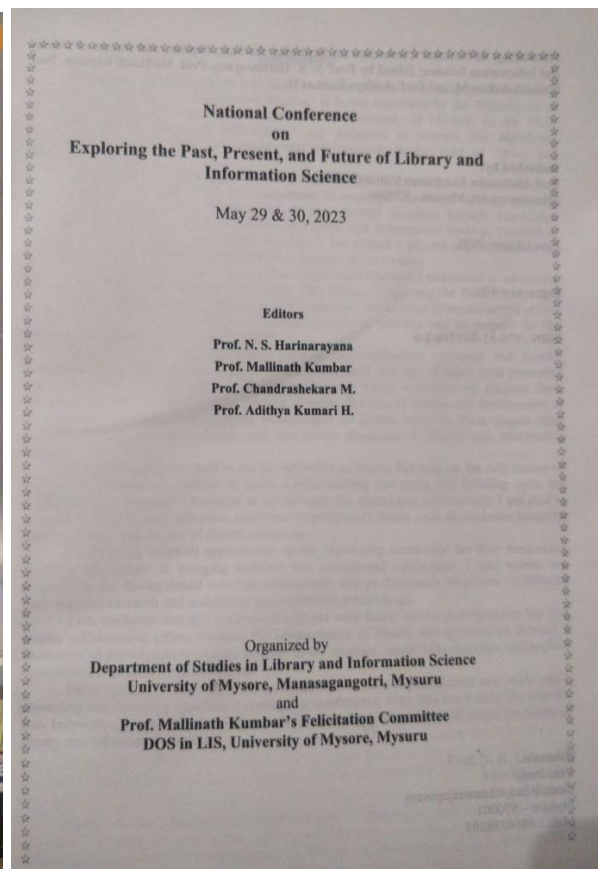 National Conference
on
Exploring the Past, Present, and Future of Library and
Information Science
May 29 & 30, 2023
Editors
Prof. N. S. Harinarayana
Prof. Mallinath Kumbar
Prof. Chandrashekara M.
Prof. Adithya Kumari H.
Organized by
Department of Studies in Library and Information Science
University of Mysore, Manasagangotri, Mysuru
and
Prof. Mallinath Kumbar's Felicitation Committee
DOS in LIS, University of Mysore, Mysuru